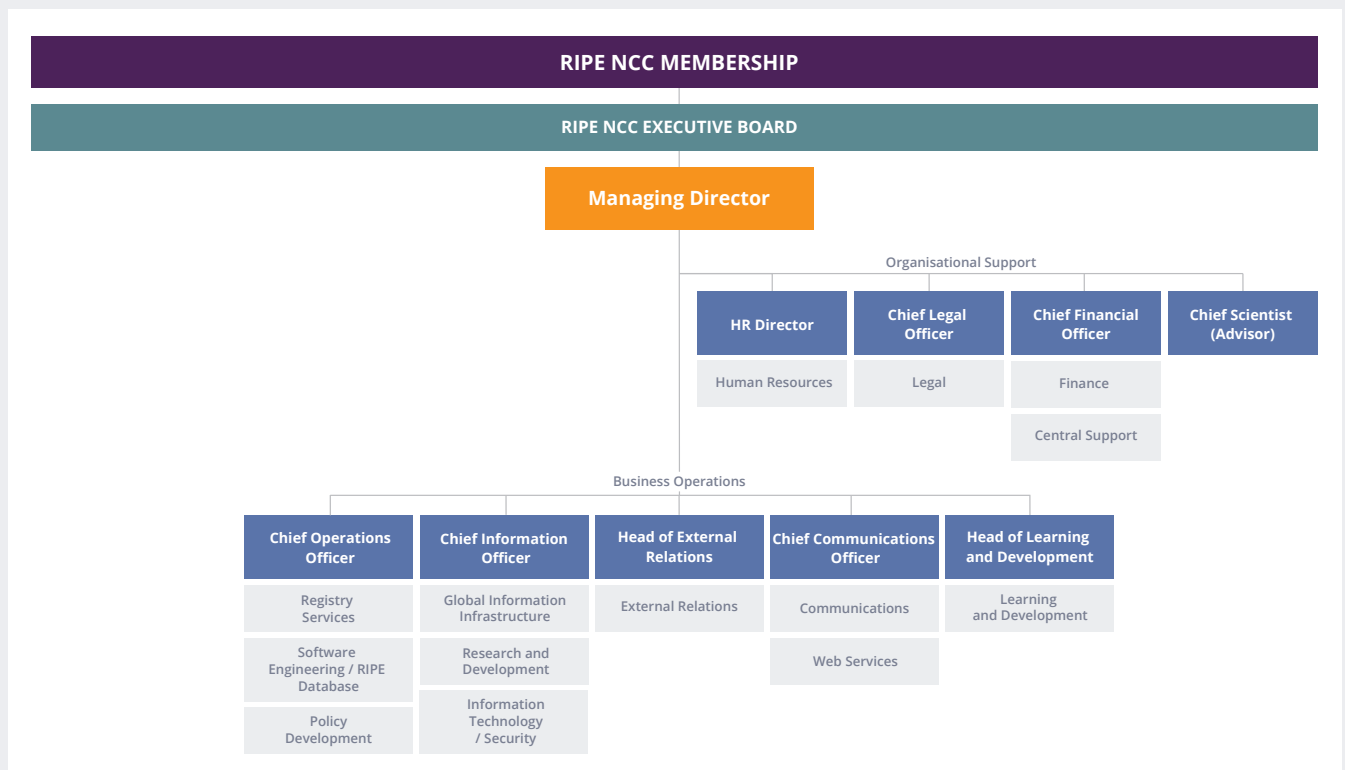 RIPE NCC MEMBERSHIP
RIPE NCC EXECUTIVE BOARD
Managing Director
Organisational Support
HR Director
Chief Legal
Officer
Chief Financial
Officer
Chief Scientist
(Advisor)
Human Resources
Legal
Finance
Central Support
Business Operations
Chief Operations
Officer
Chief Information
Officer
Head of External
Relations
Chief Communications
Officer
Head of Learning
and Development
Registry
Services
Software
Engineering / RIPE
Database
Policy
Development
Global Information
Infrastructure
Research and
Development
Information
Technology
/ Security
External Relations
Communications
Web Services
Learning
and Development